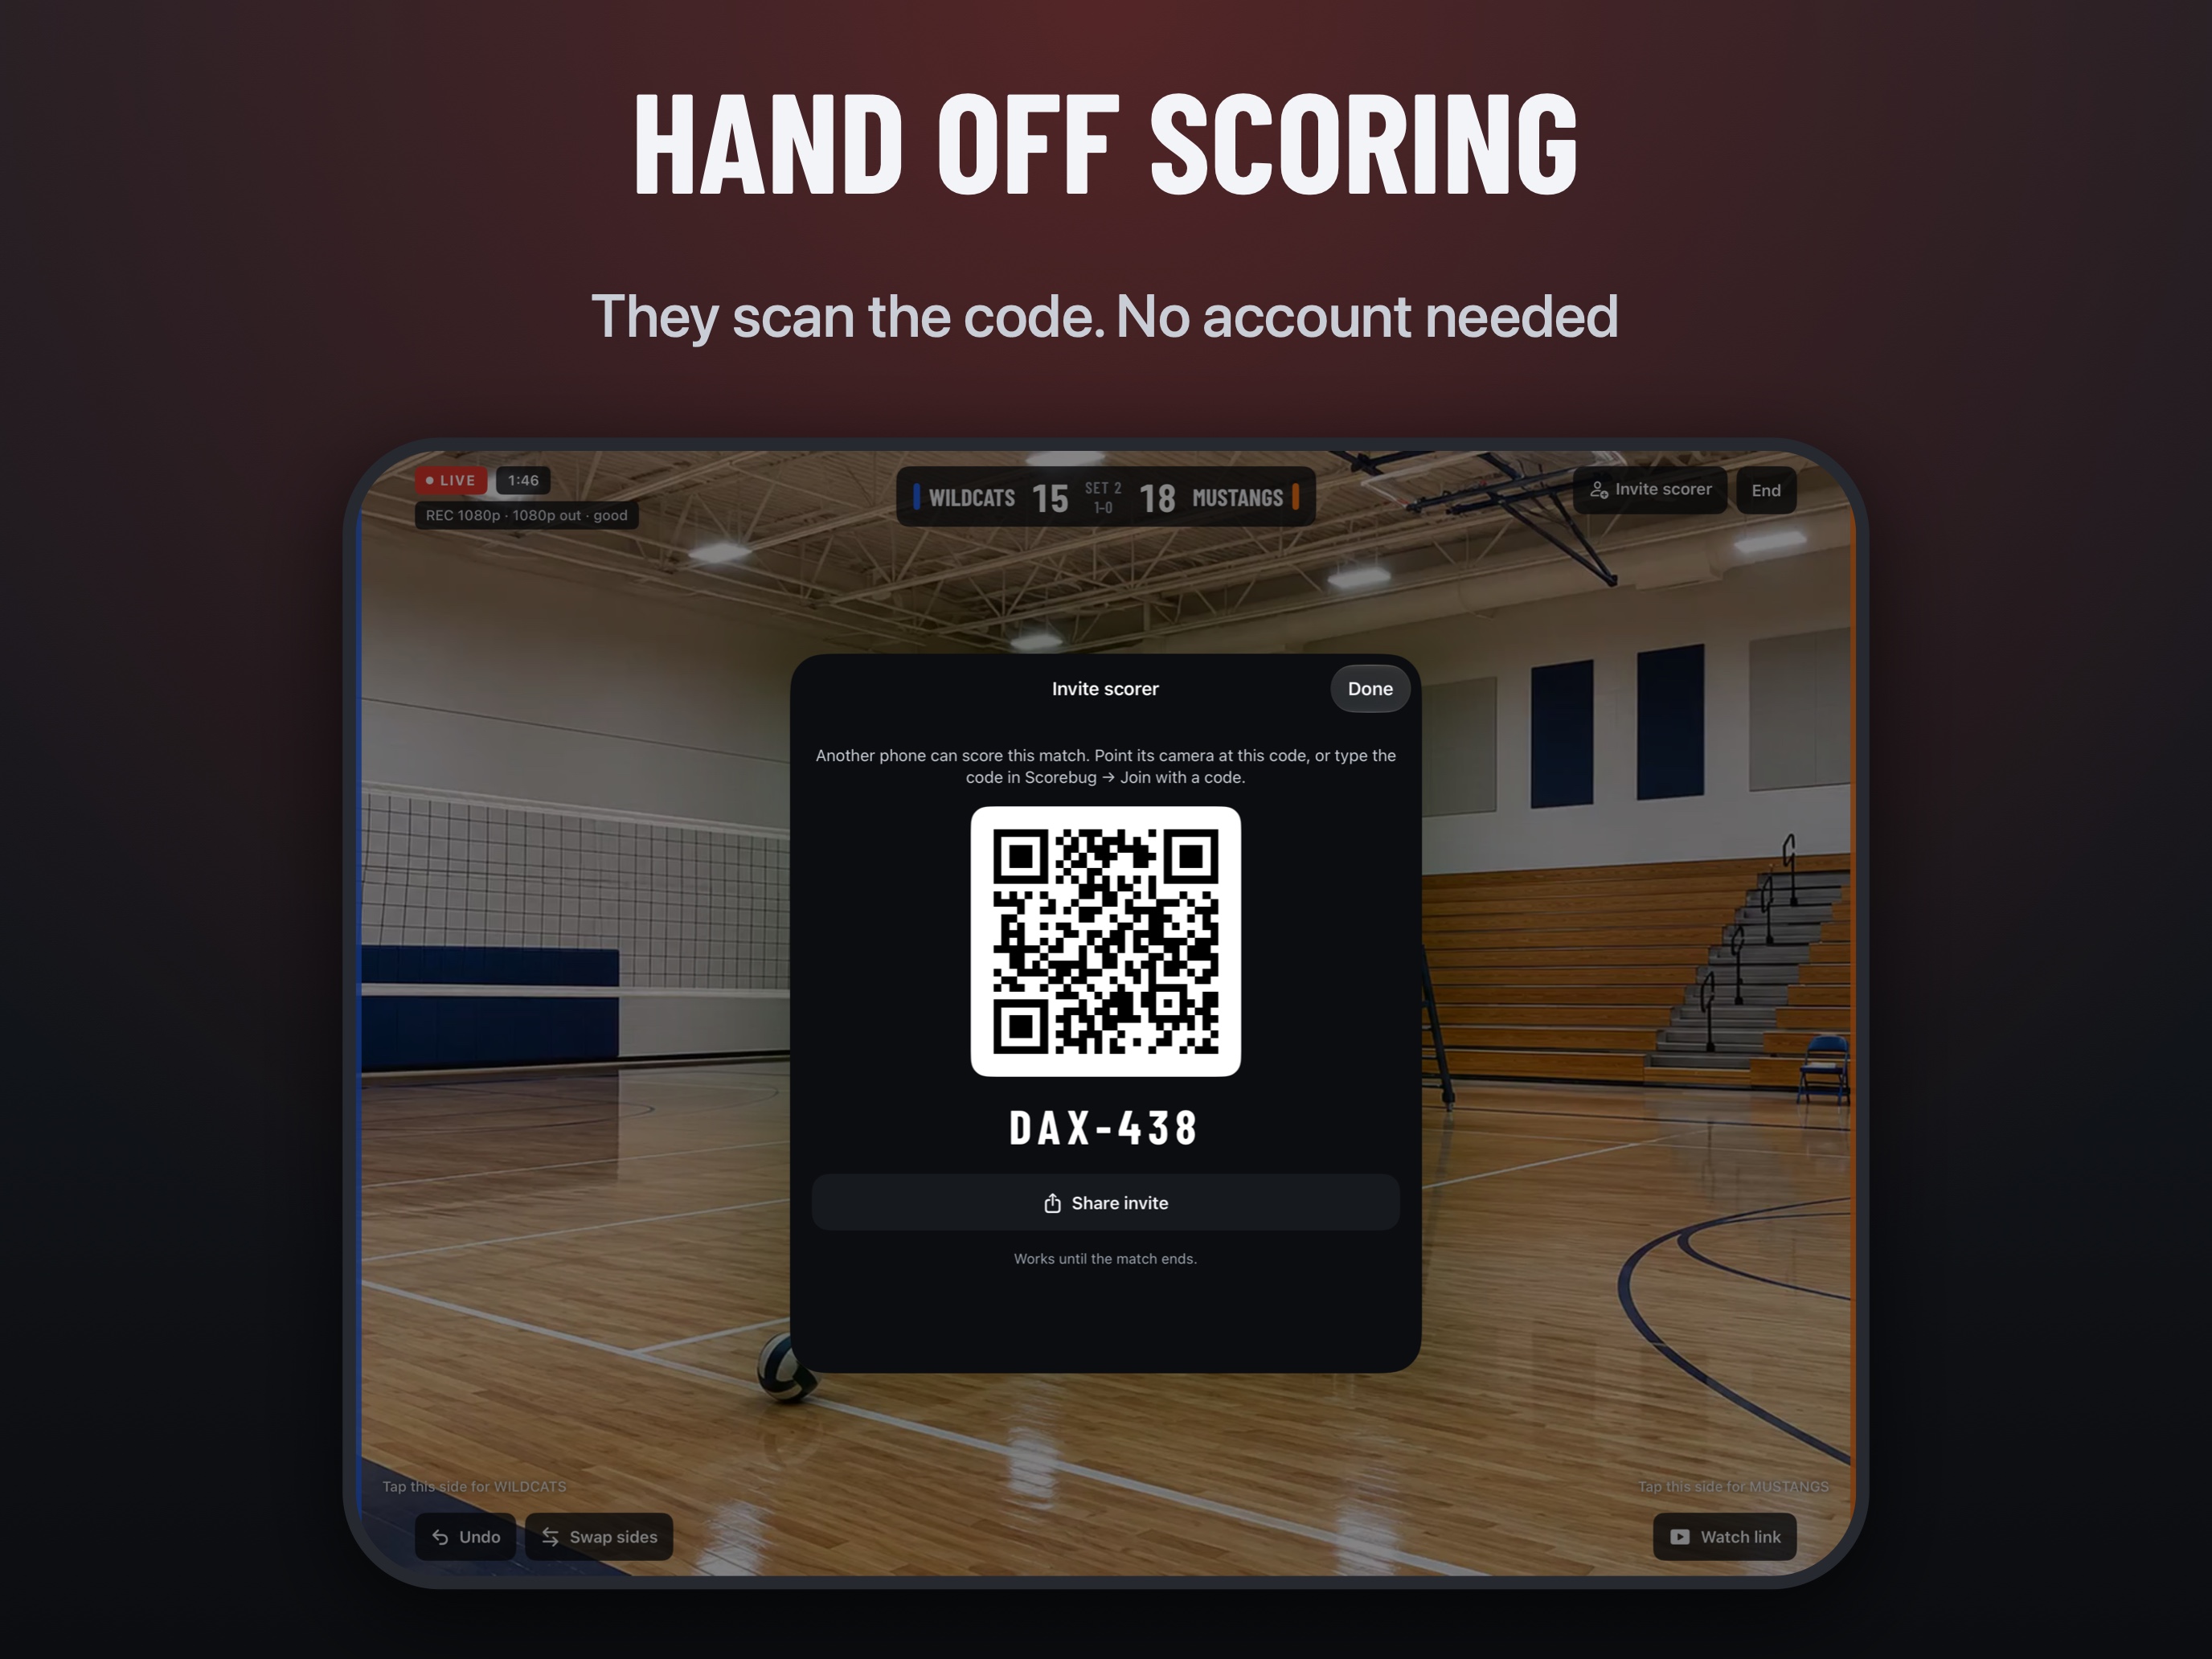 HAND OFF SCORING
They scan the code. No account needed
LIVE 1:46
REC 1080p · 1080p out · good
WILDCATS 15 SET 2 1-0 18 MUSTANGS
Invite scorer End
Invite scorer
Done
Another phone can score this match. Point its camera at this code, or type the
code in Scorebug → Join with a code.
DAX-438
Share invite
Works until the match ends.
Tap this side for WILDCATS
Tap this side for MUSTANGS
Undo Swap sides
Watch link